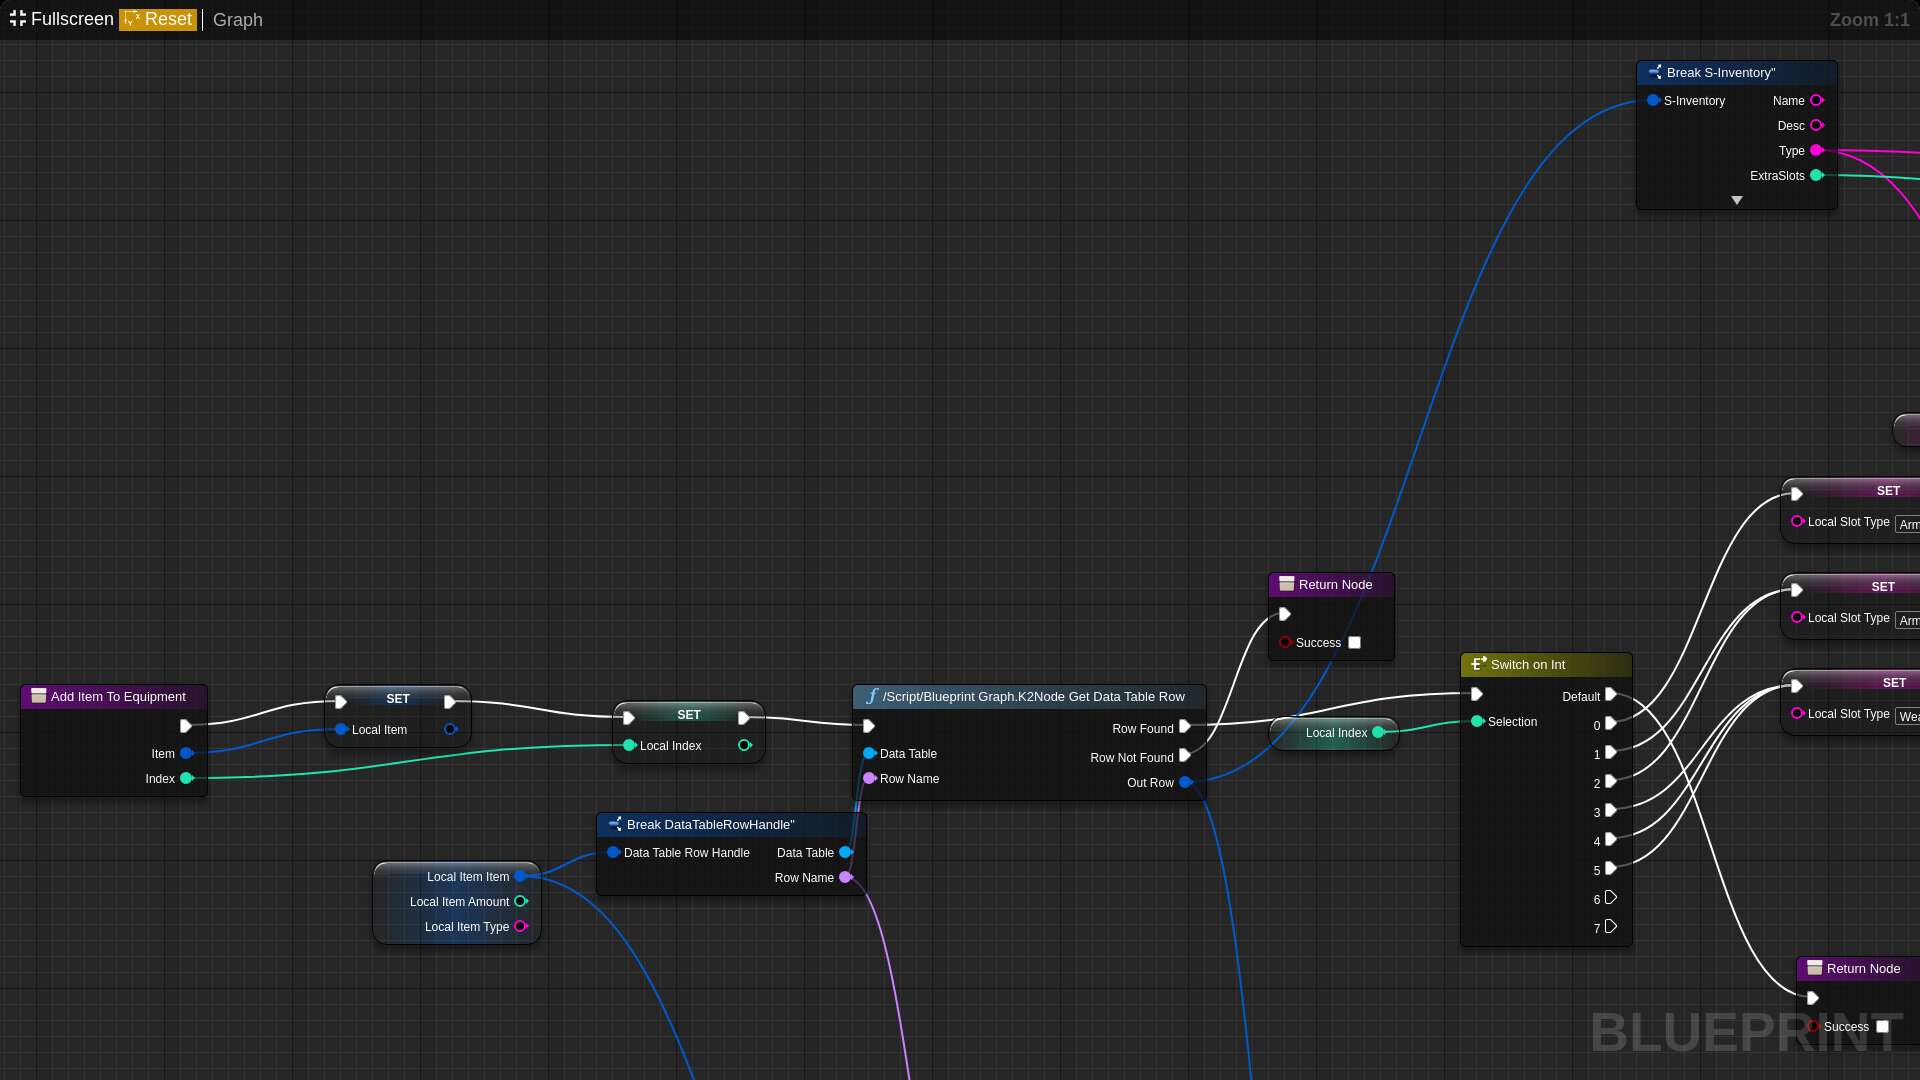 Fullscreen Reset Graph
Zoom 1:1
Break S-Inventory"
S-Inventory Name
Desc
Type
ExtraSlots
SET
Local Slot Type
SET
Local Slot Type
SET
Local Slot Type
Return Node
Success
Switch on Int
Default
Selection
0
1
2
3
4
5
6
7
Add Item To Equipment
Item
Index
SET
Local Item
SET
Local Index
/Script/Blueprint Graph.K2Node Get Data Table Row
Row Found
Data Table
Row Not Found
Row Name
Out Row
Local Index
Break DataTableRowHandle"
Data Table Row Handle Data Table
Row Name
Local Item Item
Local Item Amount
Local Item Type
Return Node
Success
BLUEPRINT